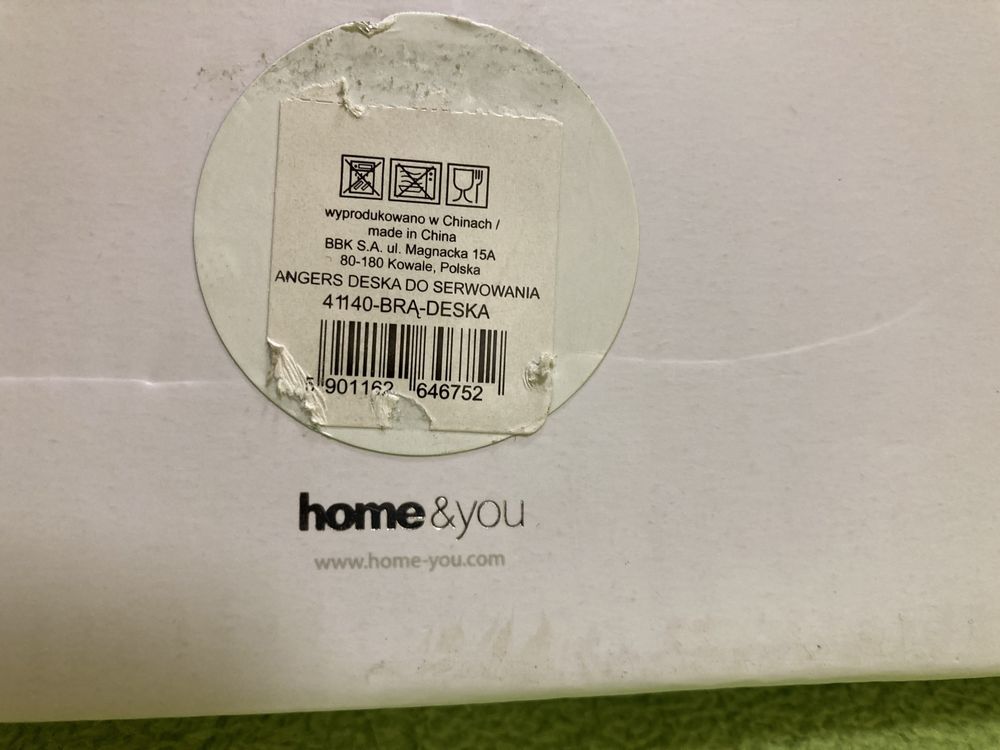 wyprodukowano w Chinach /
made in China
BBK S.A. ul. Magnacka 15A
80-180 Kowale, Polska
ANGERS DESKA DO SERWOWANIA
41140-BRĄ-DESKA
5 901162 646752
home&you
www.home-you.com